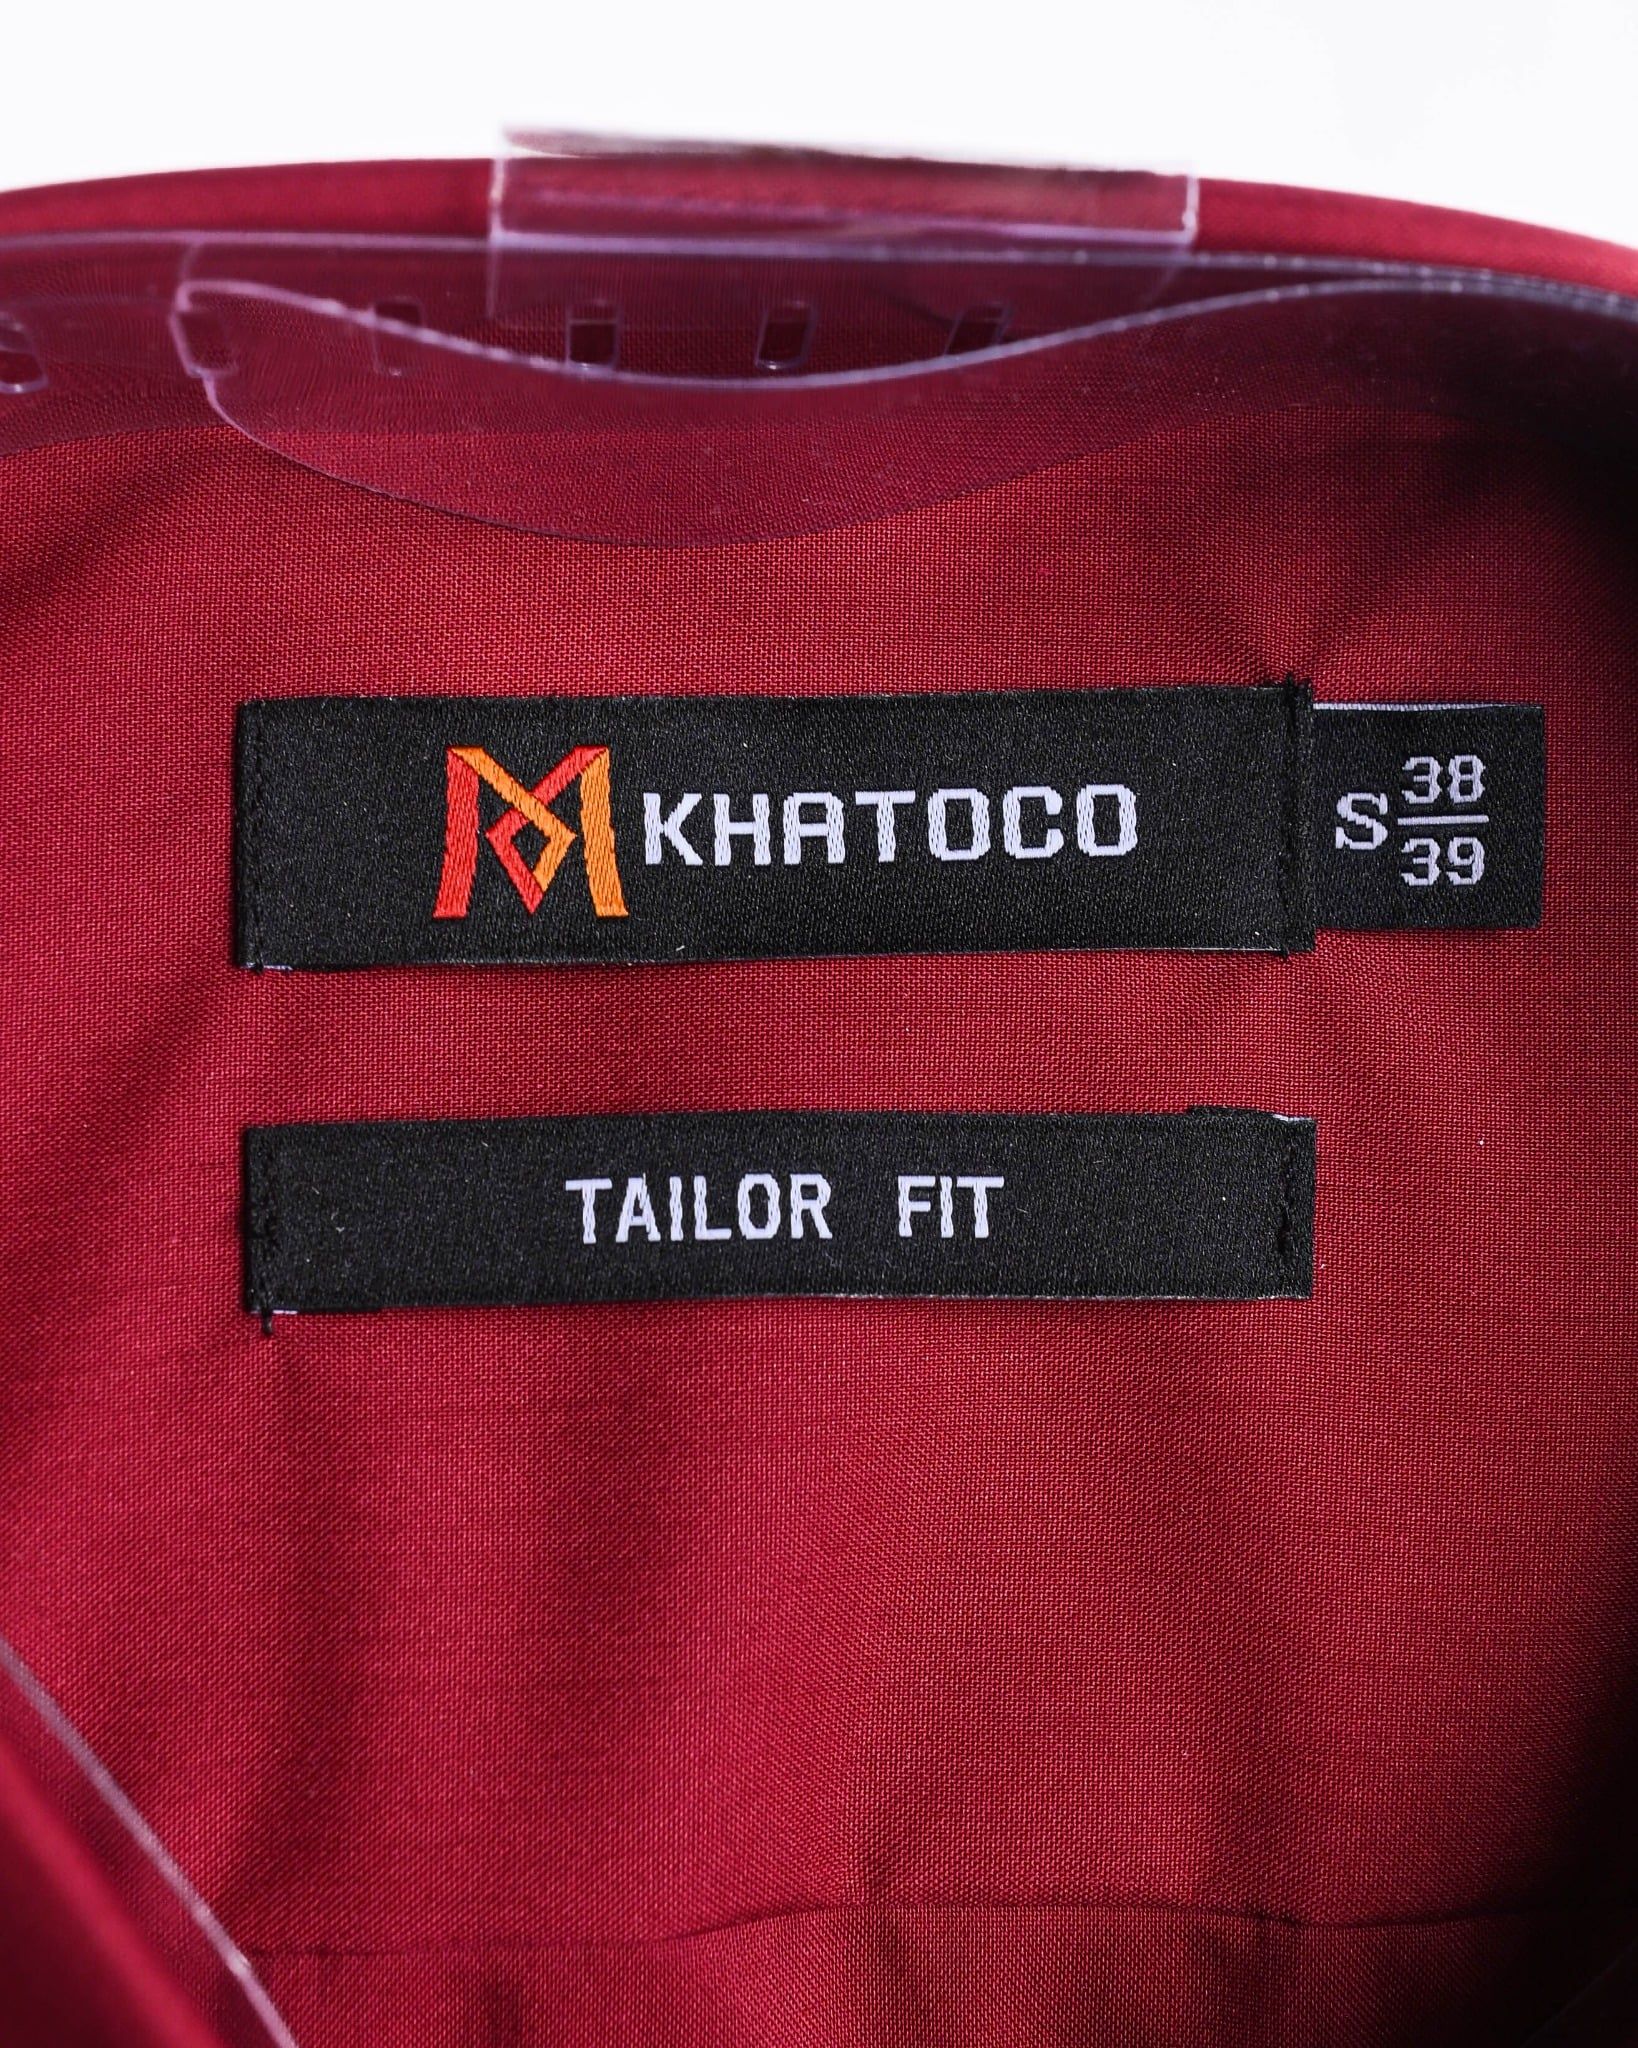 KHATOCO
S 38
39
TAILOR FIT